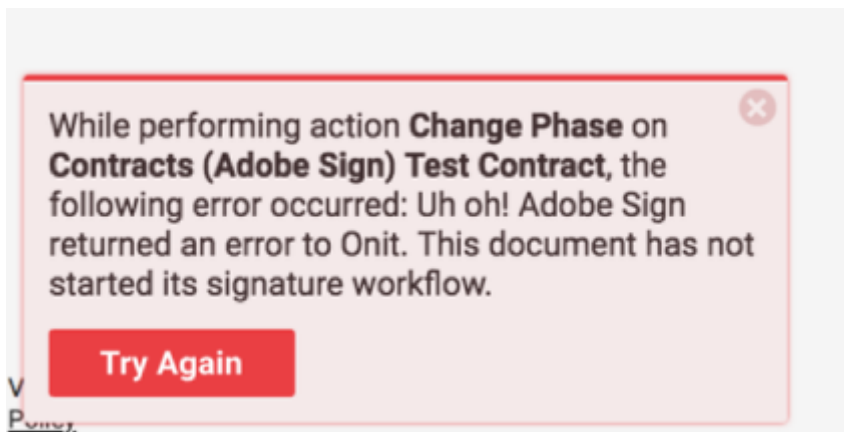 While performing action Change Phase on
Contracts (Adobe Sign) Test Contract, the
following error occurred: Uh oh! Adobe Sign
returned an error to Onit. This document has not
started its signature workflow.
Try Again
V
Policy